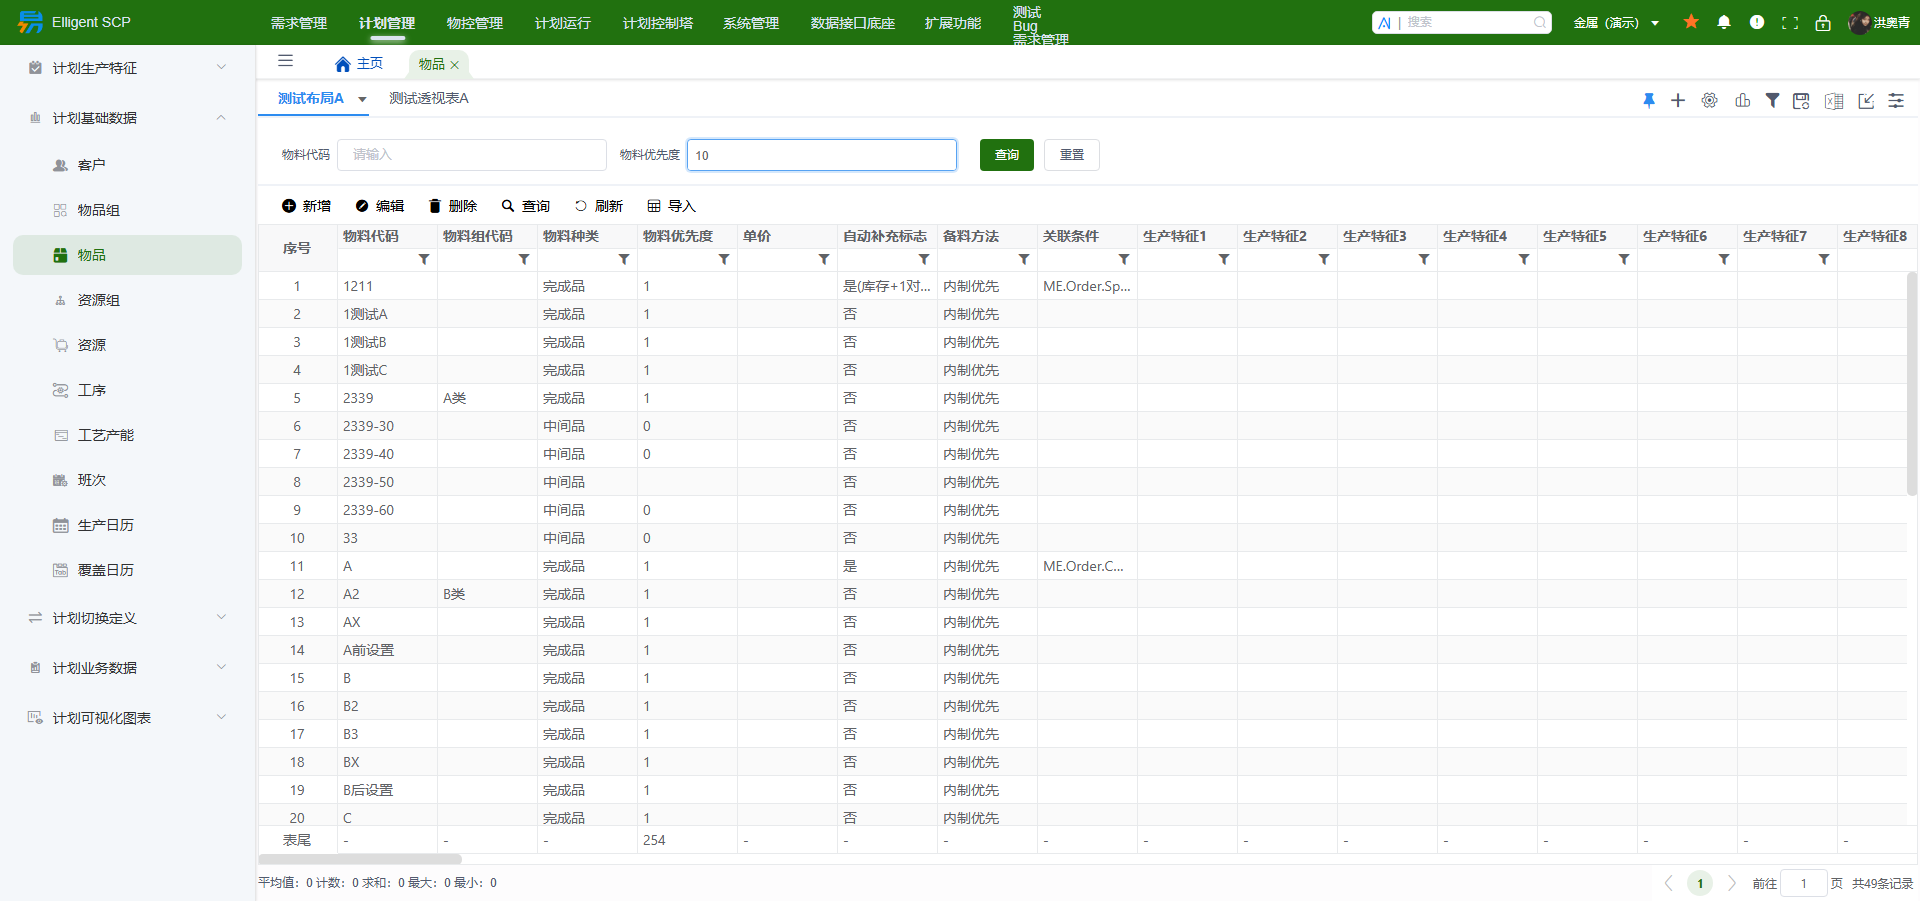 Elligent SCP
需求管理 计划管理 物控管理 计划运行 计划控制塔 系统管理 数据接口底座 扩展功能 测试
Bug
需求管理
搜索 金属（演示） 洪奥青
主页 物品
测试布局A 测试透视表A
物料代码 请输入 物料优先度 10 查询 重置
新增 编辑 删除 查询 刷新 导入
计划生产特征
计划基础数据
客户
物品组
物品
资源组
资源
工序
工艺产能
班次
生产日历
覆盖日历
计划切换定义
计划业务数据
计划可视化图表
序号 物料代码 物料组代码 物料种类 物料优先度 单价 自动补充标志 备料方法 关联条件 生产特征1 生产特征2 生产特征3 生产特征4 生产特征5 生产特征6 生产特征7 生产特征8
1 1211 完成品 1 是(库存+1对... 内制优先 ME.Order.Sp...
2 1测试A 完成品 1 否 内制优先
3 1测试B 完成品 1 否 内制优先
4 1测试C 完成品 1 否 内制优先
5 2339 A类 完成品 1 否 内制优先
6 2339-30 中间品 0 否 内制优先
7 2339-40 中间品 0 否 内制优先
8 2339-50 中间品 否 内制优先
9 2339-60 中间品 0 否 内制优先
10 33 中间品 0 否 内制优先
11 A 完成品 1 是 内制优先 ME.Order.C...
12 A2 B类 完成品 1 否 内制优先
13 AX 完成品 1 否 内制优先
14 A前设置 完成品 1 否 内制优先
15 B 完成品 1 否 内制优先
16 B2 完成品 1 否 内制优先
17 B3 完成品 1 否 内制优先
18 BX 完成品 1 否 内制优先
19 B后设置 完成品 1 否 内制优先
20 C 完成品 1 否 内制优先
表尾 - - - 254 - - - - - - - - - - - -
平均值：0 计数：0 求和：0 最大：0 最小：0
1 前往 1 页 共49条记录